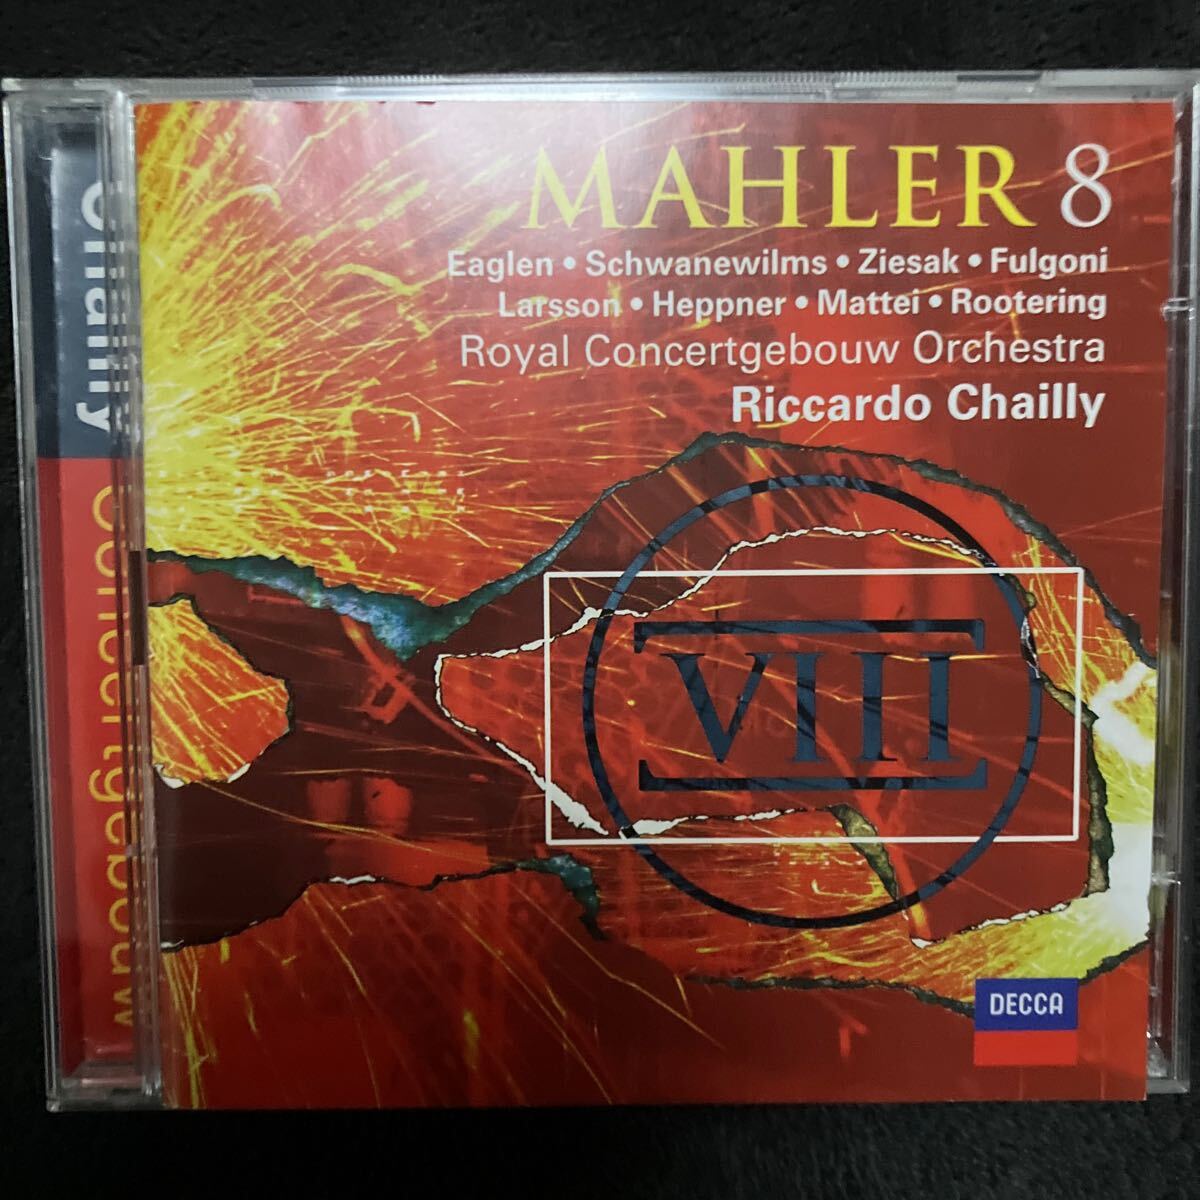 MAHLER 8
Eaglen • Schwanewilms • Ziesak • Fulgoni
Larsson • Heppner • Mattei • Rootering
Royal Concertgebouw Orchestra
Riccardo Chailly
VIII
DECCA
Chailly Concertgebouw